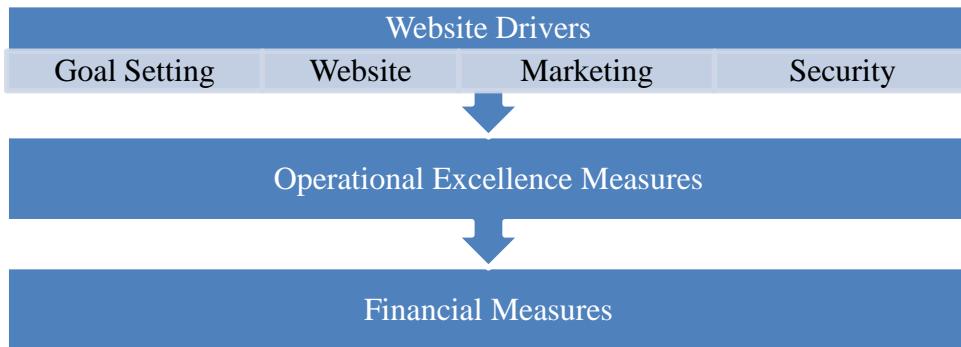 Website Drivers
Goal Setting Website Marketing Security
Operational Excellence Measures
Financial Measures